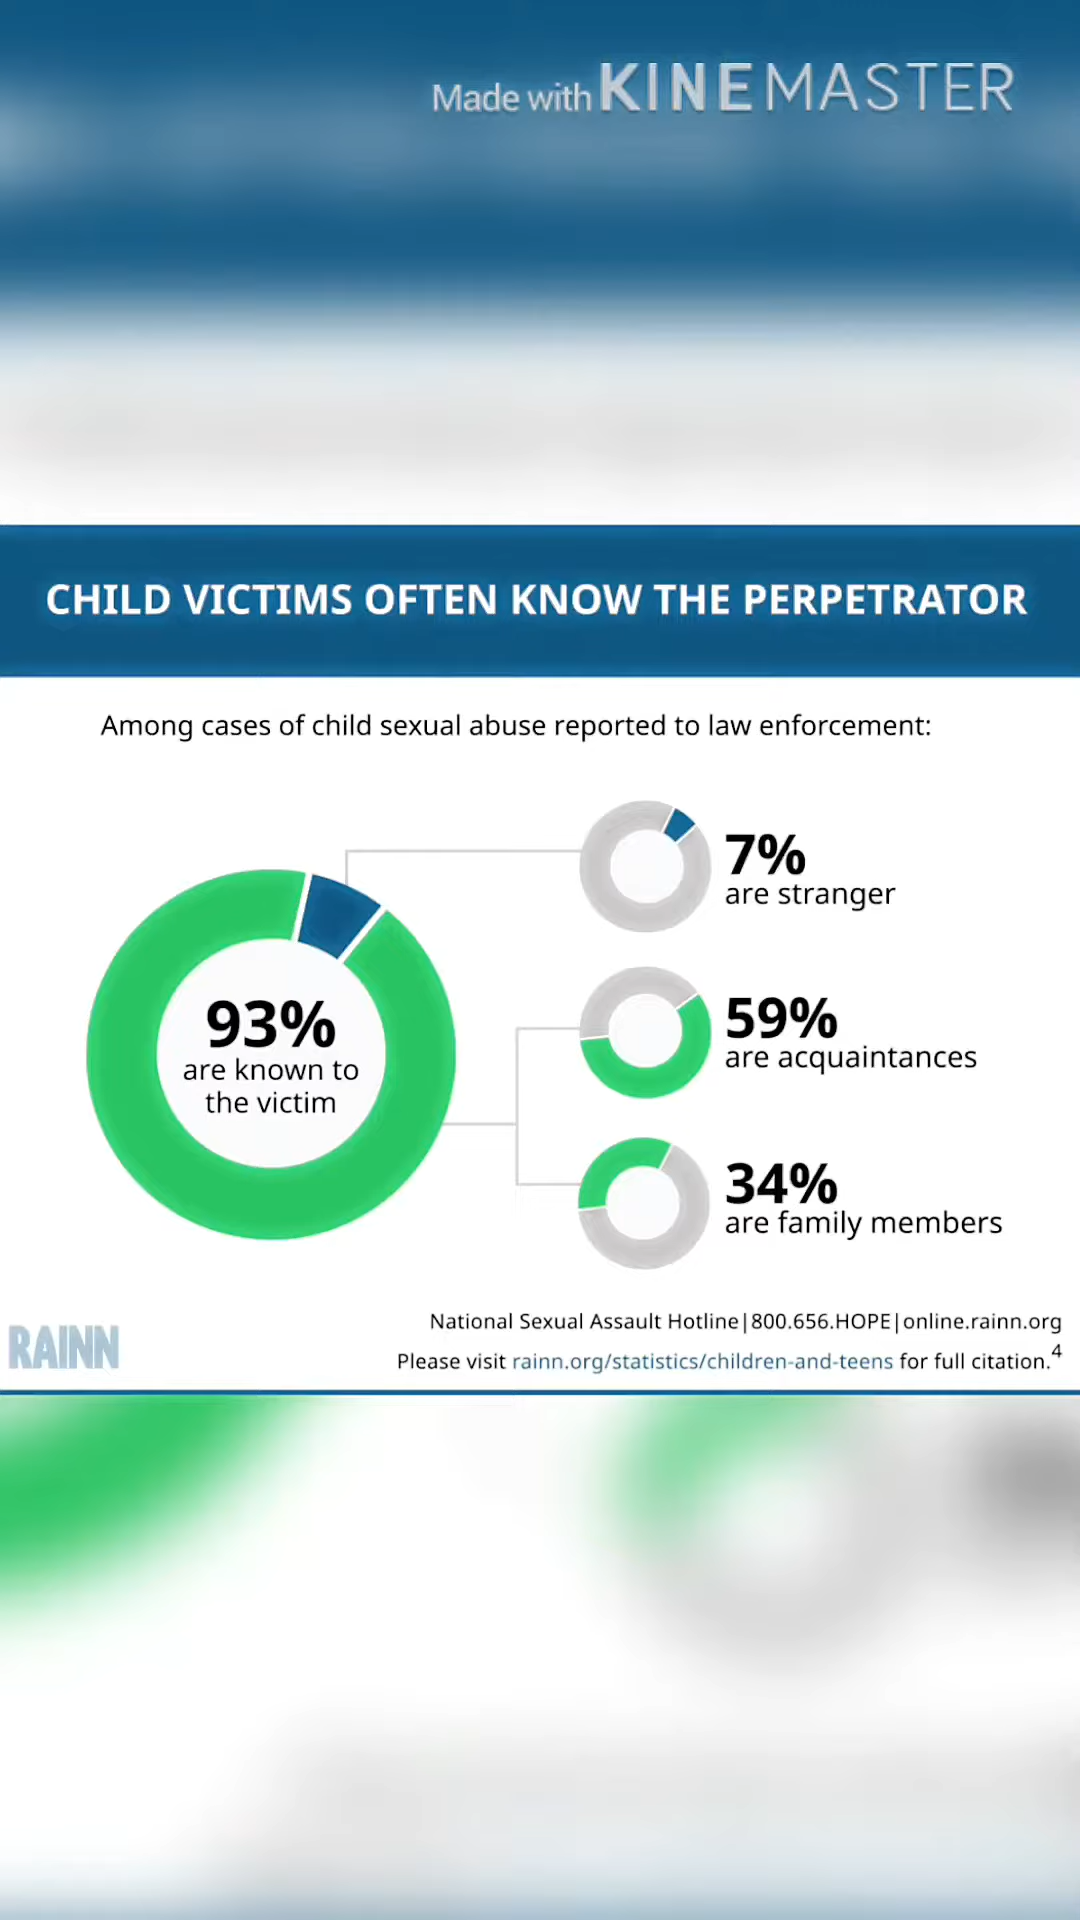 Made with KINEMASTER
CHILD VICTIMS OFTEN KNOW THE PERPETRATOR
Among cases of child sexual abuse reported to law enforcement:
7%
are stranger
93%
are known to
the victim
59%
are acquaintances
34%
are family members
National Sexual Assault Hotline|800.656.HOPE|online.rainn.org
RAINN
Please visit rainn.org/statistics/children-and-teens for full citation.4